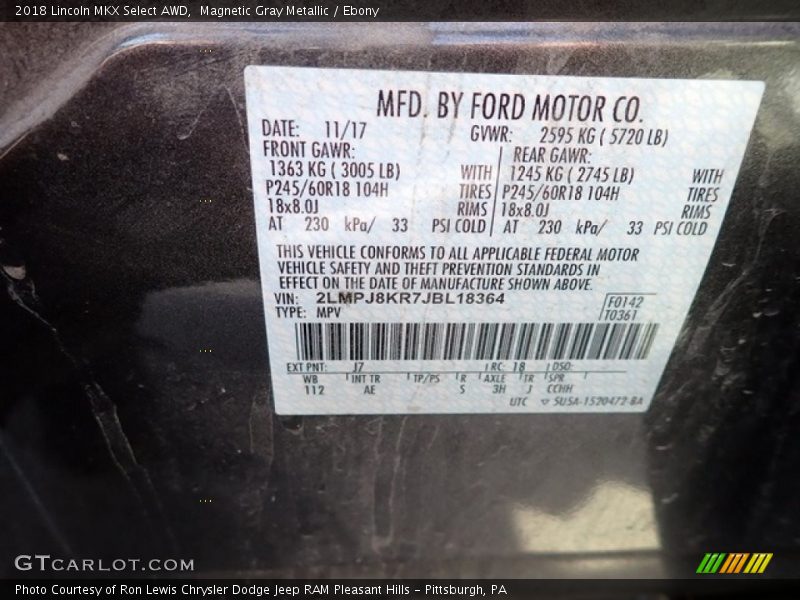 2018 Lincoln MKX Select AWD,  Magnetic Gray Metallic / Ebony
MFD. BY FORD MOTOR CO.
DATE: 11/17 GVWR: 2595 KG ( 5720 LB)
FRONT GAWR: REAR GAWR:
1363 KG ( 3005 LB) WITH 1245 KG ( 2745 LB) WITH
P245/60R18 104H TIRES P245/60R18 104H TIRES
18x8.0J RIMS 18x8.0J RIMS
AT 230 kPa/ 33 PSI COLD AT 230 kPa/ 33 PSI COLD
THIS VEHICLE CONFORMS TO ALL APPLICABLE FEDERAL MOTOR
VEHICLE SAFETY AND THEFT PREVENTION STANDARDS IN
EFFECT ON THE DATE OF MANUFACTURE SHOWN ABOVE.
VIN: 2LMPJ8KR7JBL18364 F0142
TYPE: MPV T0361
EXT PNT: J7 RC: 18 DSO:
WB INT TR TP/PS R AXLE TR SPR
112 AE S 3H J CCHH
UTC ▽ SU5A-1520472-BA
GTCARLOT.COM
Photo Courtesy of Ron Lewis Chrysler Dodge Jeep RAM Pleasant Hills - Pittsburgh, PA